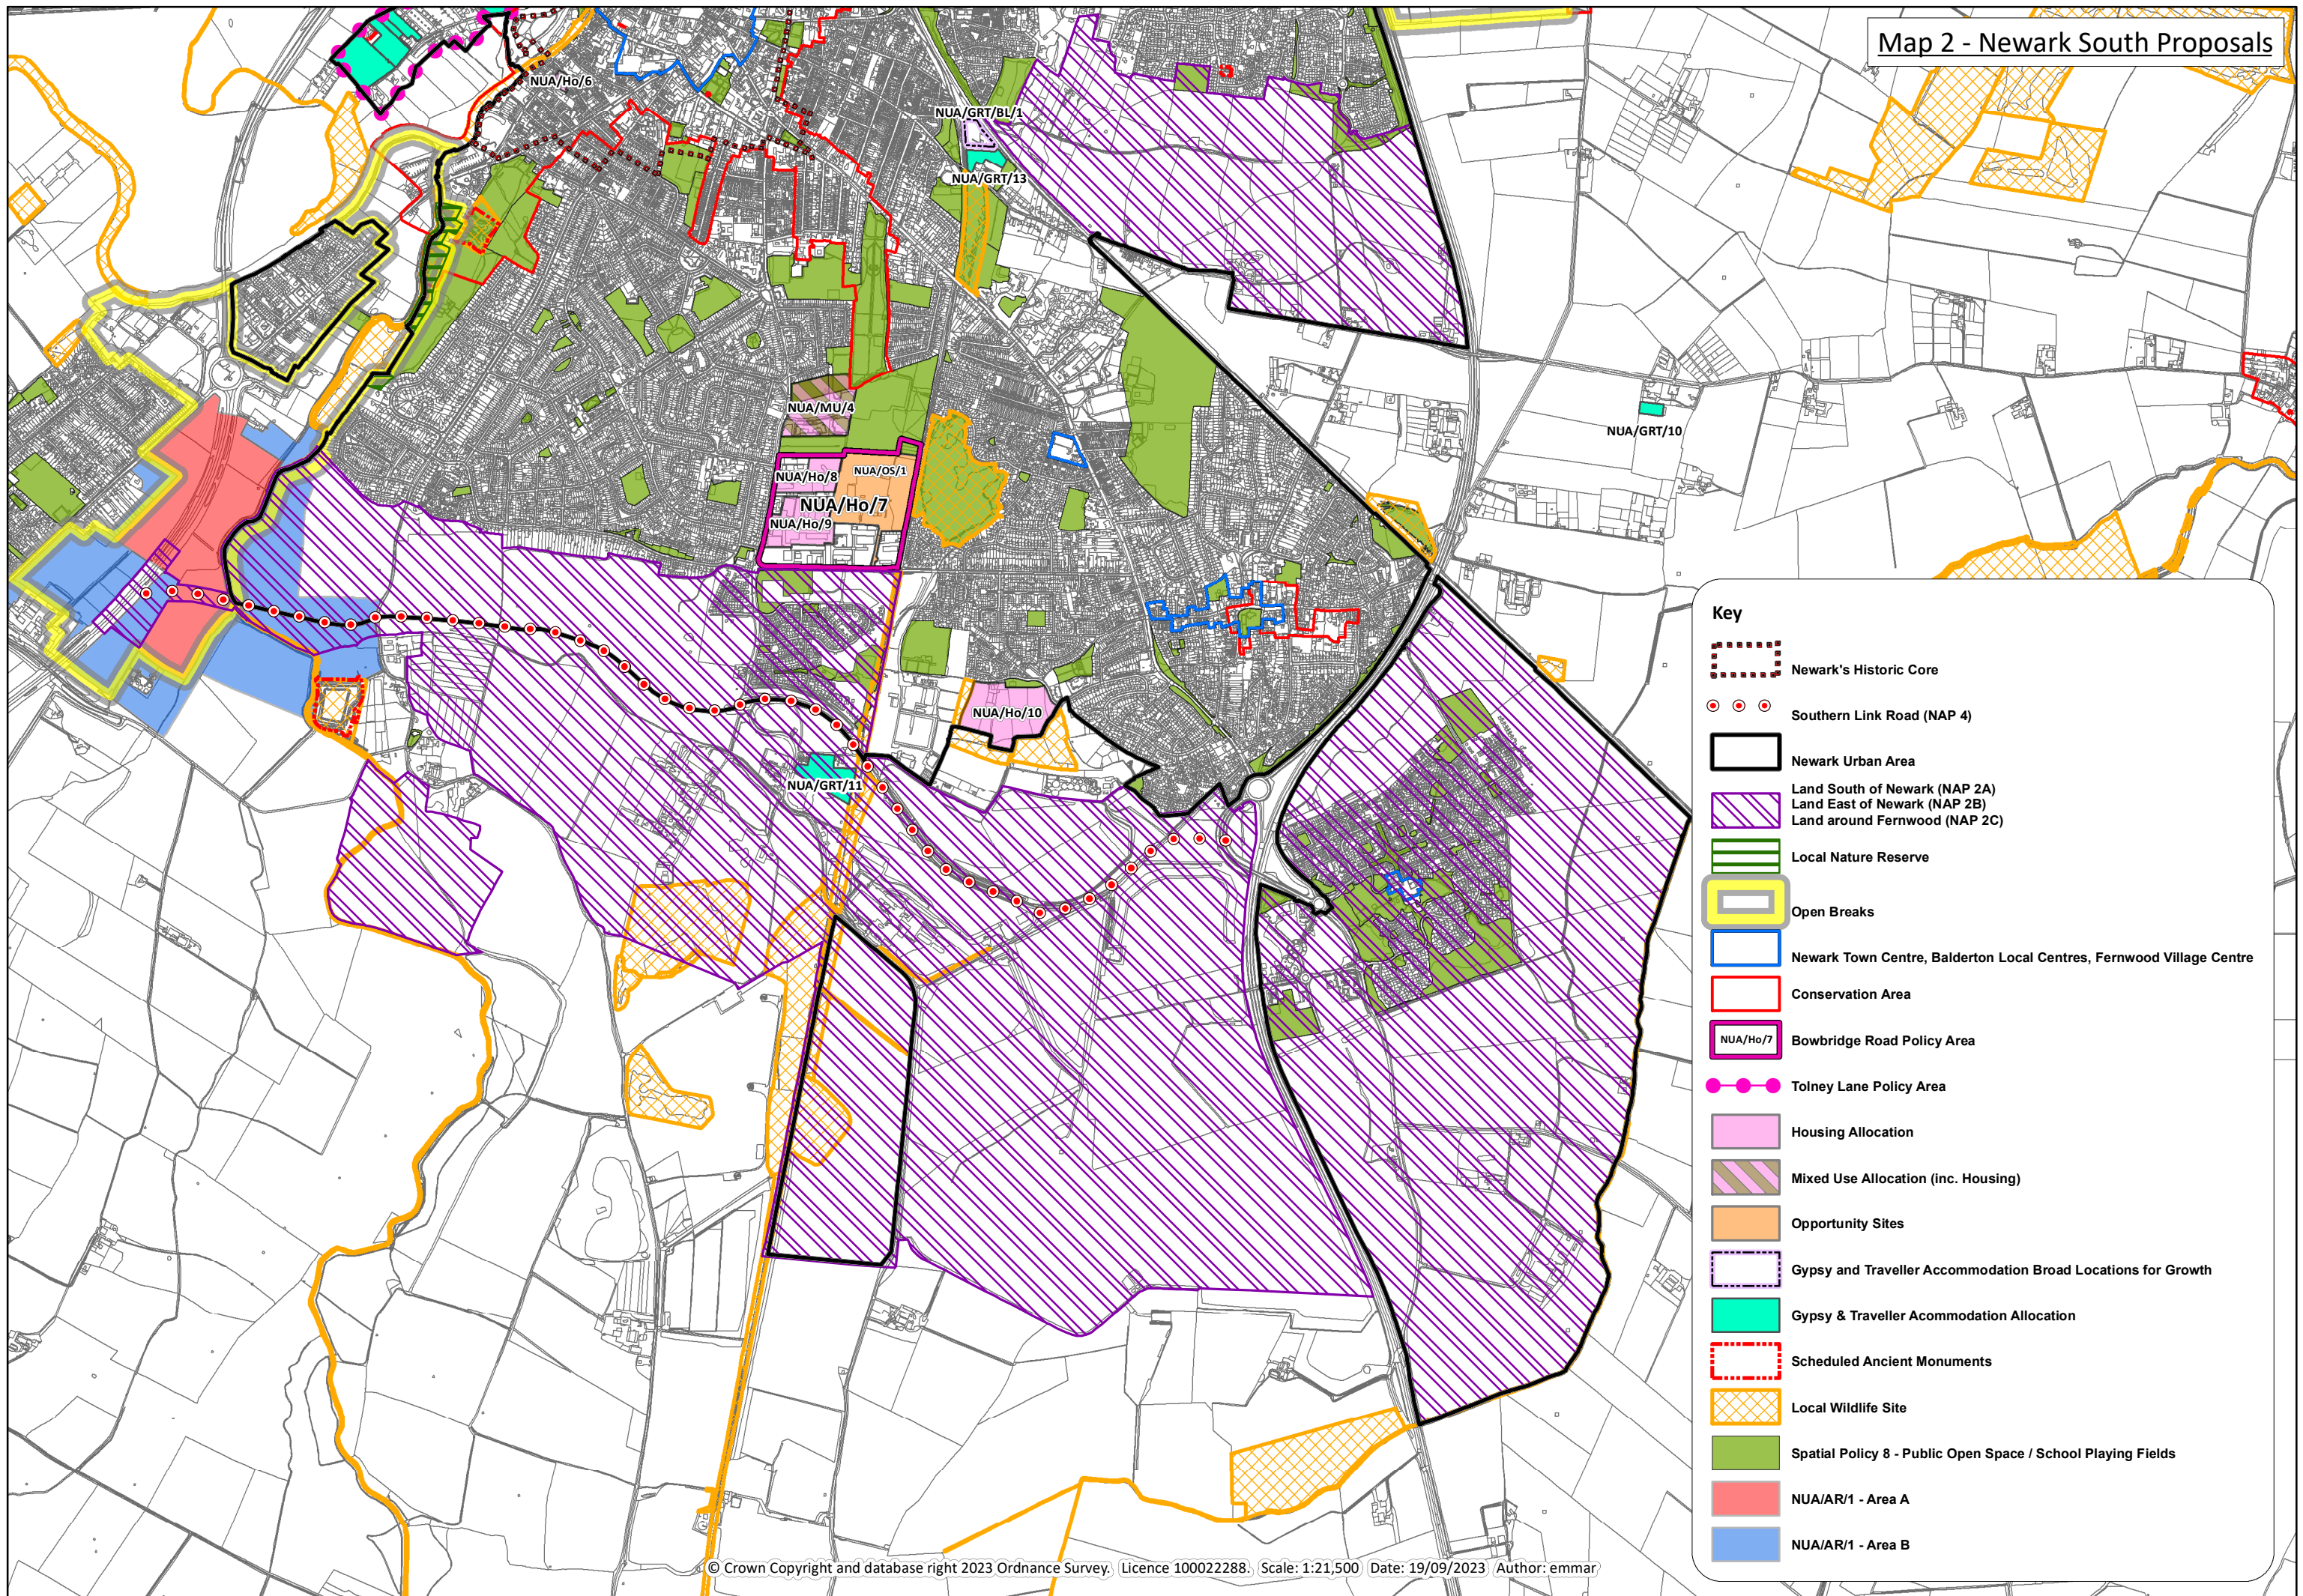 Map 2 - Newark South Proposals
NUA/Ho/6
NUA/GRT/BL/1
NUA/GRT/13
NUA/MU/4
NUA/GRT/10
NUA/Ho/8
NUA/OS/1
NUA/Ho/7
NUA/Ho/9
NUA/Ho/10
NUA/GRT/11
Key
Newark's Historic Core
Southern Link Road (NAP 4)
Newark Urban Area
Land South of Newark (NAP 2A)
Land East of Newark (NAP 2B)
Land around Fernwood (NAP 2C)
Local Nature Reserve
Open Breaks
Newark Town Centre, Balderton Local Centres, Fernwood Village Centre
Conservation Area
NUA/Ho/7
Bowbridge Road Policy Area
Tolney Lane Policy Area
Housing Allocation
Mixed Use Allocation (inc. Housing)
Opportunity Sites
Gypsy and Traveller Accommodation Broad Locations for Growth
Gypsy & Traveller Acommodation Allocation
Scheduled Ancient Monuments
Local Wildlife Site
Spatial Policy 8 - Public Open Space / School Playing Fields
NUA/AR/1 - Area A
NUA/AR/1 - Area B
© Crown Copyright and database right 2023 Ordnance Survey. Licence 100022288. Scale: 1:21,500 Date: 19/09/2023 Author: emmar